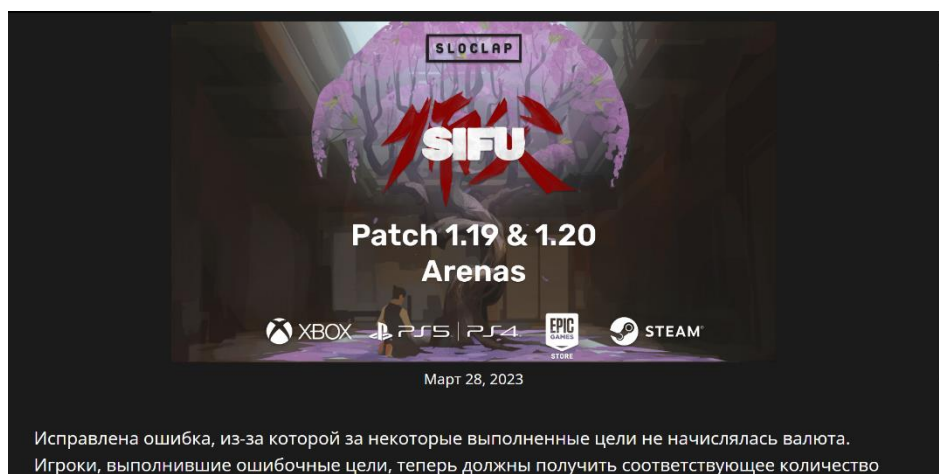 SLOCLAP
师父
SIFU
Patch 1.19 & 1.20
Arenas
XBOX PS5 | PS4 EPIC GAMES STORE STEAM
Март 28, 2023
Исправлена ошибка, из-за которой за некоторые выполненные цели не начислялась валюта.
Игроки, выполнившие ошибочные цели, теперь должны получить соответствующее количество